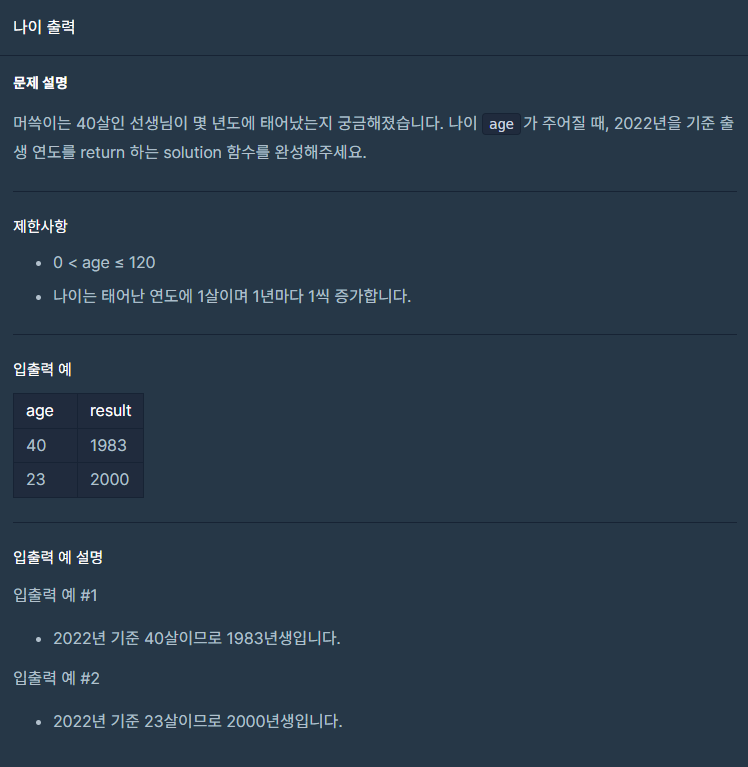 나이 출력
문제 설명
머쓱이는 40살인 선생님이 몇 년도에 태어났는지 궁금해졌습니다. 나이 age 가 주어질 때, 2022년을 기준 출
생 연도를 return 하는 solution 함수를 완성해주세요.
제한사항
• 0 < age ≤ 120
• 나이는 태어난 연도에 1살이며 1년마다 1씩 증가합니다.
입출력 예
age result
40 1983
23 2000
입출력 예 설명
입출력 예 #1
• 2022년 기준 40살이므로 1983년생입니다.
입출력 예 #2
• 2022년 기준 23살이므로 2000년생입니다.